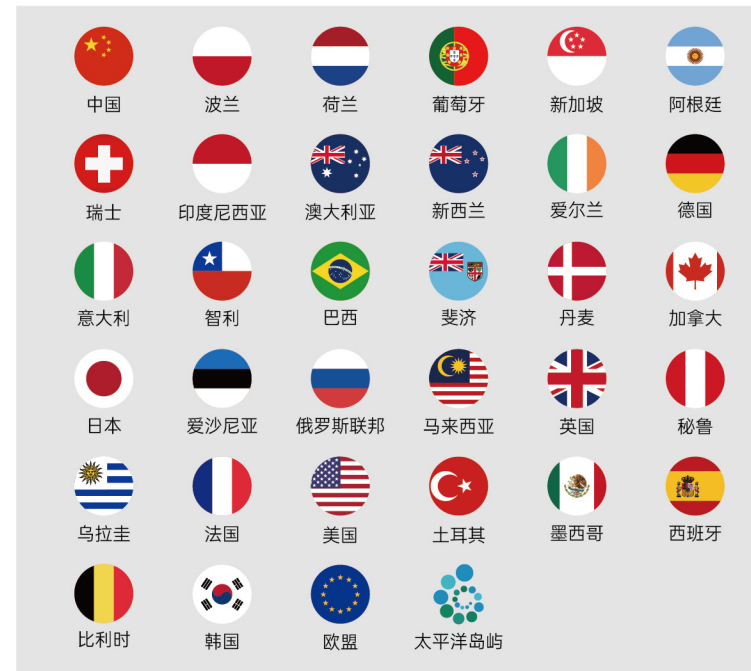 中国 波兰 荷兰 葡萄牙 新加坡 阿根廷
瑞士 印度尼西亚 澳大利亚 新西兰 爱尔兰 德国
意大利 智利 巴西 斐济 丹麦 加拿大
日本 爱沙尼亚 俄罗斯联邦 马来西亚 英国 秘鲁
乌拉圭 法国 美国 土耳其 墨西哥 西班牙
比利时 韩国 欧盟 太平洋岛屿